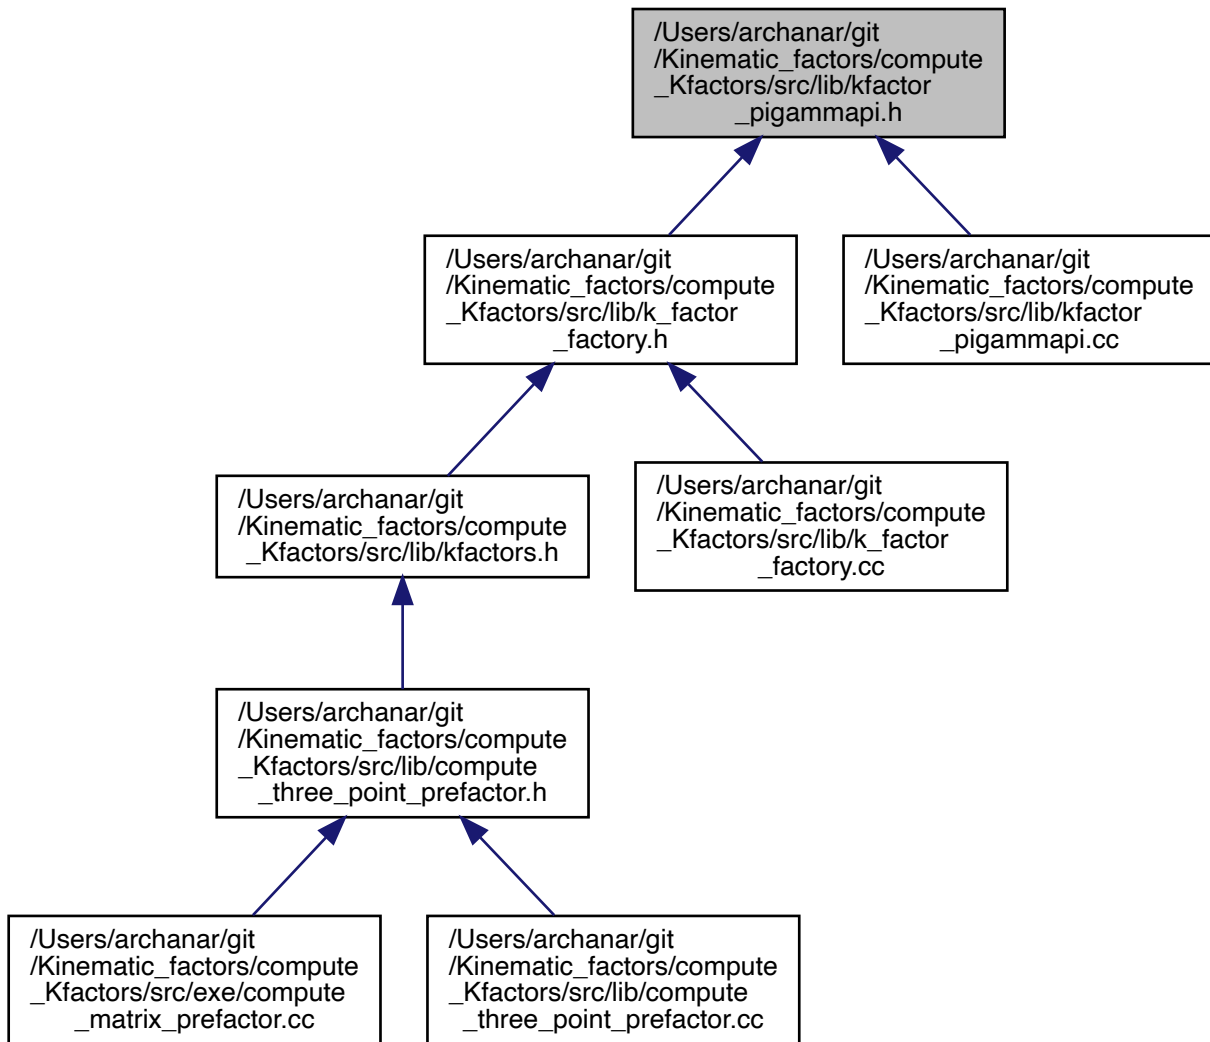 /Users/archanar/git
/Kinematic_factors/compute
_Kfactors/src/lib/kfactor
_pigammapi.h
/Users/archanar/git
/Kinematic_factors/compute
_Kfactors/src/lib/k_factor
_factory.h
/Users/archanar/git
/Kinematic_factors/compute
_Kfactors/src/lib/kfactor
_pigammapi.cc
/Users/archanar/git
/Kinematic_factors/compute
_Kfactors/src/lib/kfactors.h
/Users/archanar/git
/Kinematic_factors/compute
_Kfactors/src/lib/k_factor
_factory.cc
/Users/archanar/git
/Kinematic_factors/compute
_Kfactors/src/lib/compute
_three_point_prefactor.h
/Users/archanar/git
/Kinematic_factors/compute
_Kfactors/src/exe/compute
_matrix_prefactor.cc
/Users/archanar/git
/Kinematic_factors/compute
_Kfactors/src/lib/compute
_three_point_prefactor.cc